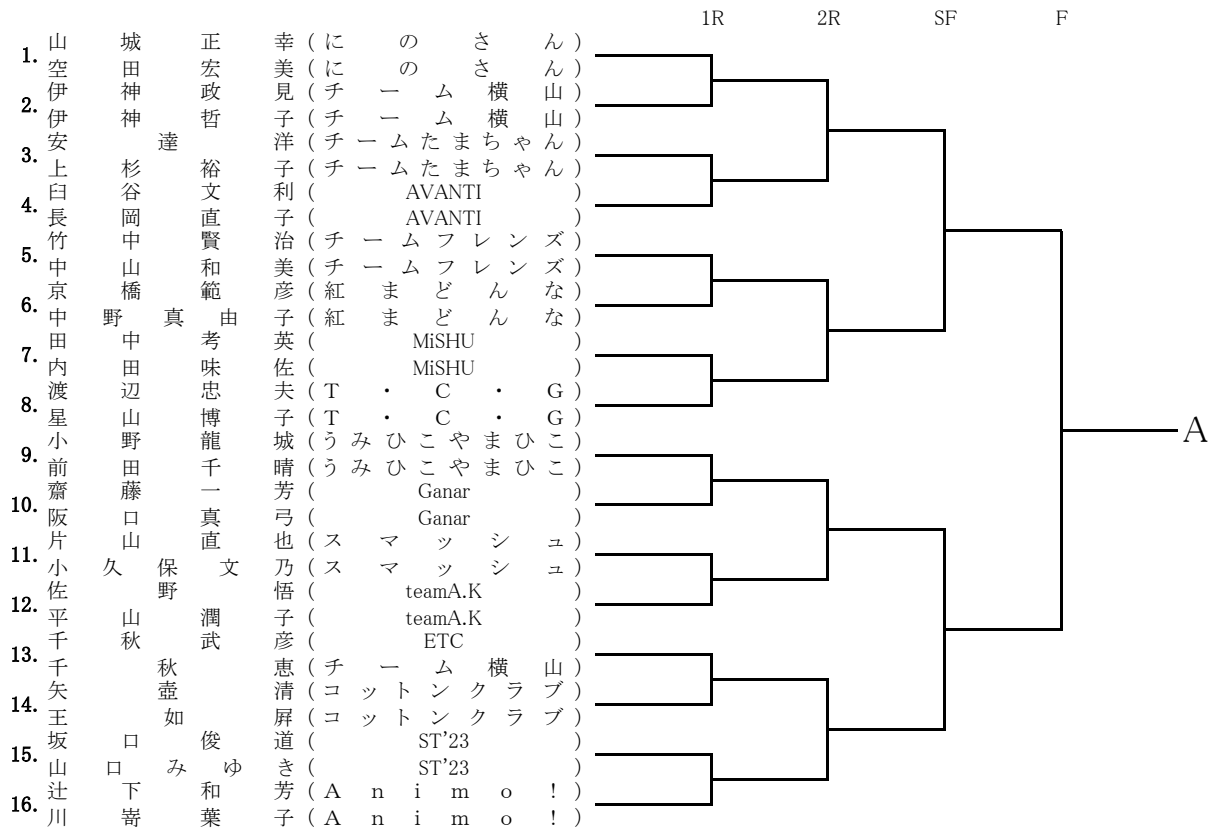 1R 2R SF F
1. 山城正幸(にのさん)
空田宏美(にのさん)
2. 伊神政見(チーム横山)
伊神哲子(チーム横山)
3. 安達洋(チームたまちゃん)
上杉裕子(チームたまちゃん)
4. 臼谷文利(AVANTI)
長岡直子(AVANTI)
5. 竹中賢治(チームフレンズ)
中山和美(チームフレンズ)
6. 京橋範彦(紅まどんな)
中野真由子(紅まどんな)
7. 田中考英(MiSHU)
内田味佐(MiSHU)
8. 渡辺忠夫(T・C・G)
星山博子(T・C・G)
9. 小野龍城(うみひこやまひこ)
前田千晴(うみひこやまひこ)
10. 齋藤一芳(Ganar)
阪口真弓(Ganar)
11. 片山直也(スマッシュ)
小久保文乃(スマッシュ)
12. 佐野悟(teamA.K)
平山潤子(teamA.K)
13. 千秋武彦(ETC)
千秋恵(チーム横山)
14. 矢壺清(コットンクラブ)
王如屏(コットンクラブ)
15. 坂口俊道(ST'23)
山口みゆき(ST'23)
16. 辻下和芳(Animo!)
川嵜葉子(Animo!)
A